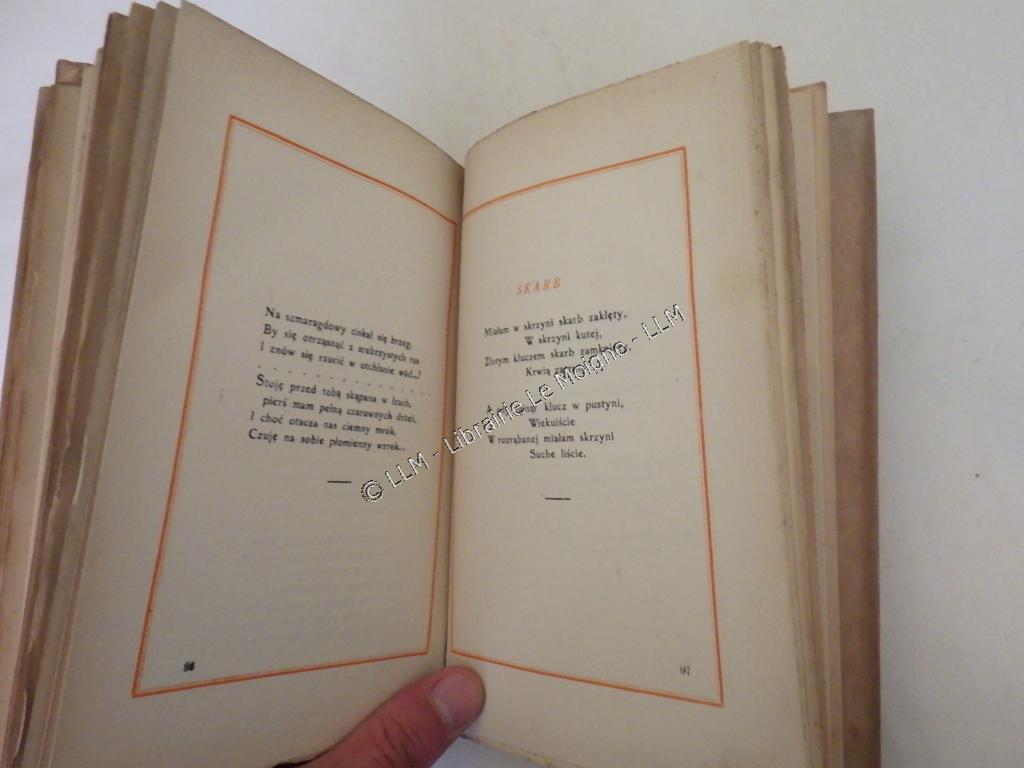 Na szmaragdowy ciskał się brzeg,
By się otrząsnąć z srebrzystych ros
I znów się rzucić w otchłanie wód...?
. . . . . . . . . . . . . . . .
Stoję przed tobą skąpana w łzach,
pierś mam pełną czarownych drżeń,
I choć otacza nas ciemny mrok,
Czuję na sobie płomienny wzrok...
96
SKARB
Miałam w skrzyni skarb zaklęty,
W skrzyni kutej,
Złotym kluczem skarb
Krwią
A klucz w pustyni,
Wiekuiście
W rozrąbanej miałam skrzyni
Suche liście.
97
© LLM - Librairie Le Moigne - LLM